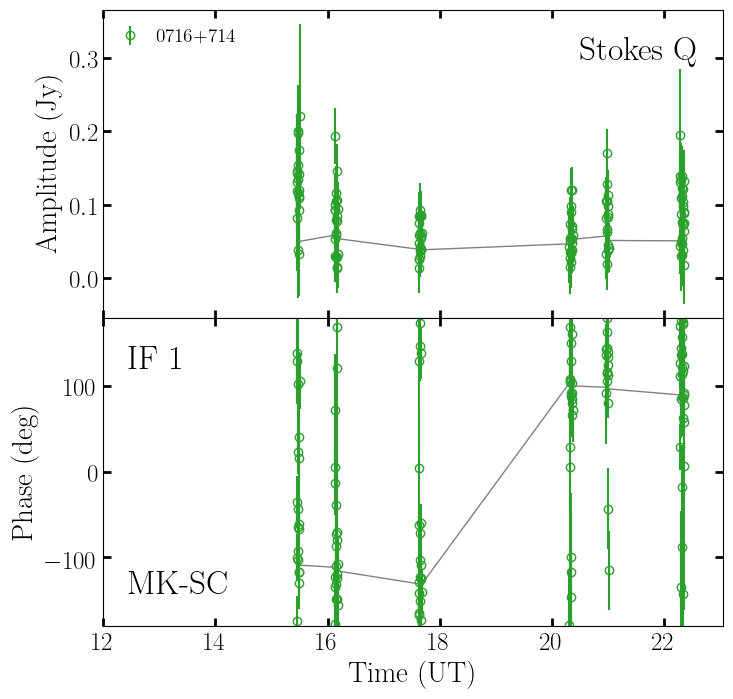 0716+714
Stokes Q
0.3
0.2
0.1
0.0
Amplitude (Jy)
IF 1
100
0
−100
Phase (deg)
MK-SC
12 14 16 18 20 22
Time (UT)